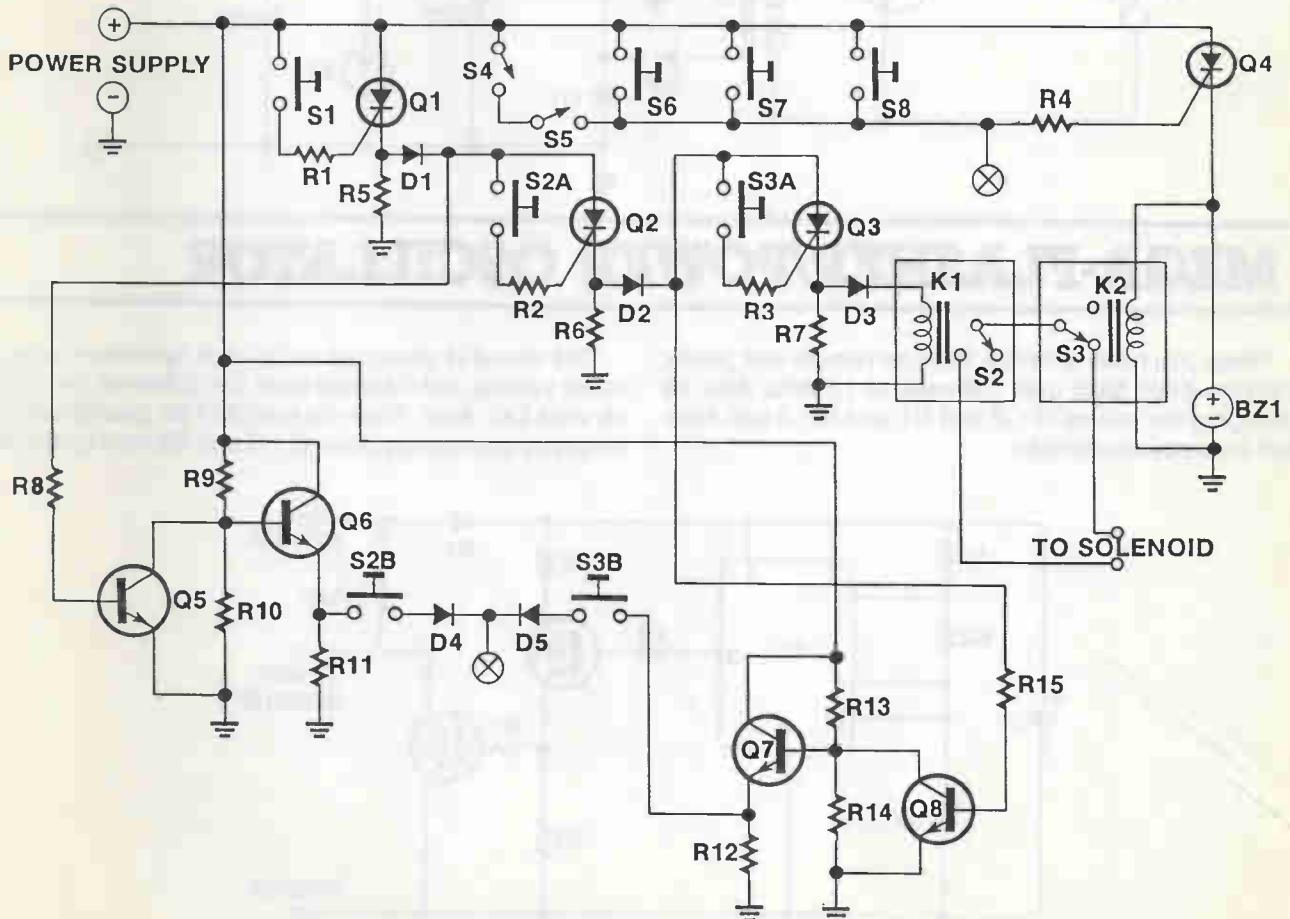 +
POWER SUPPLY
-
S1
Q1
R1
R5
D1
S4
S5
S6
S7
S8
R4
Q4
S2A
Q2
R2
R6
D2
S3A
Q3
R3
R7
D3
K1
S2
K2
S3
+
-
BZ1
TO SOLENOID
R8
R9
Q6
Q5
R10
R11
S2B
D4
D5
S3B
R13
R15
Q7
R14
Q8
R12